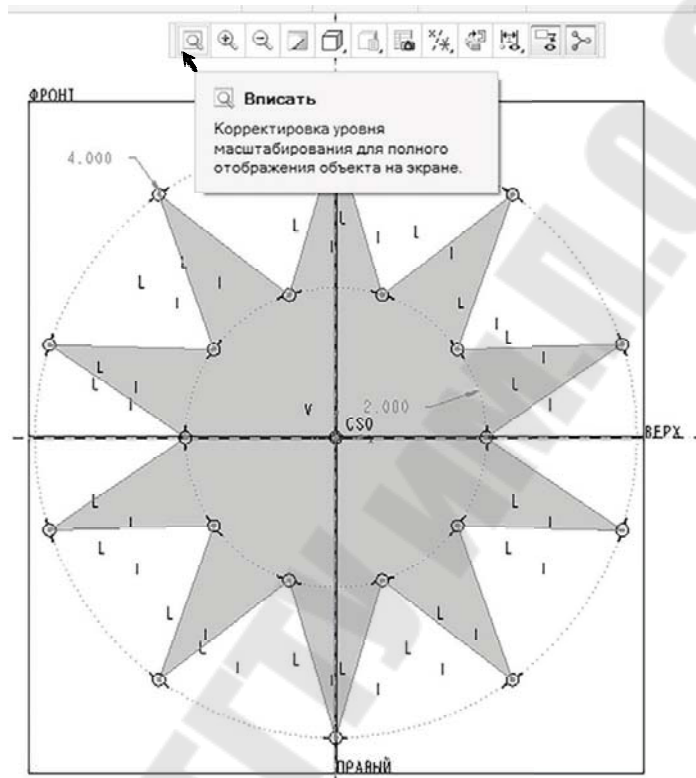 Вписать
Корректировка уровня
масштабирования для полного
отображения объекта на экране.
ФРОНТ
4.000
L
L
I
L
I
L
L
I
L
I
I
L
I
L
I
L
L
I
L
I
L
I
V
2.000
CS0
ВЕРХ
L
I
L
I
L
I
L
I
L
I
L
I
L
I
L
I
L
I
L
I
ПРАВЫЙ